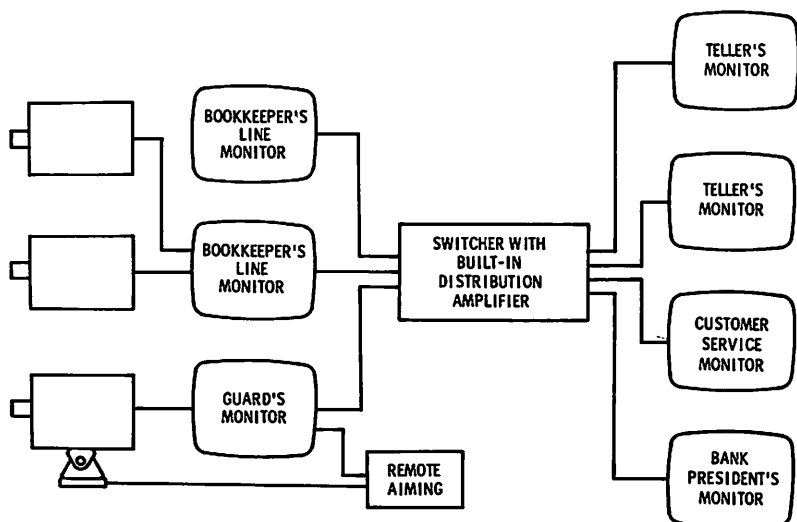 BOOKKEEPER'S
LINE
MONITOR
BOOKKEEPER'S
LINE
MONITOR
GUARD'S
MONITOR
REMOTE
AIMING
SWITCHER WITH
BUILT-IN
DISTRIBUTION
AMPLIFIER
TELLER'S
MONITOR
TELLER'S
MONITOR
CUSTOMER
SERVICE
MONITOR
BANK
PRESIDENT'S
MONITOR